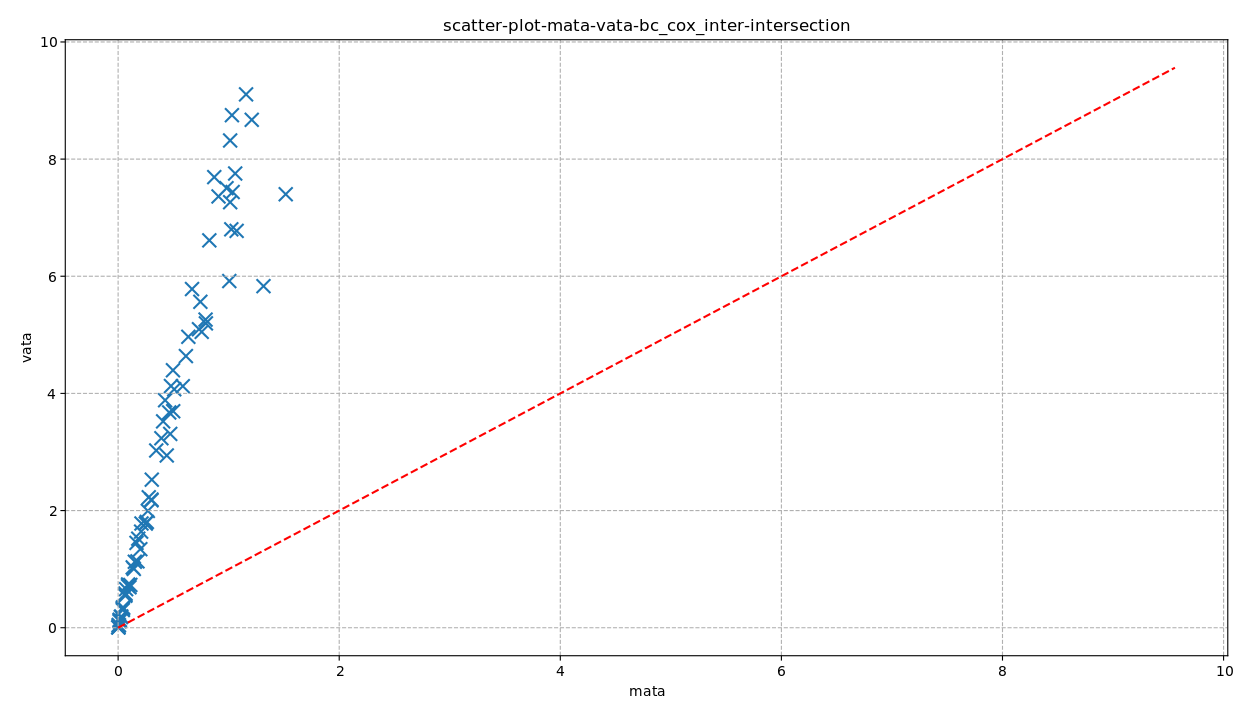 scatter-plot-mata-vata-bc_cox_inter-intersection
10
8
6
4
2
0
vata
0 2 4 6 8 10
mata